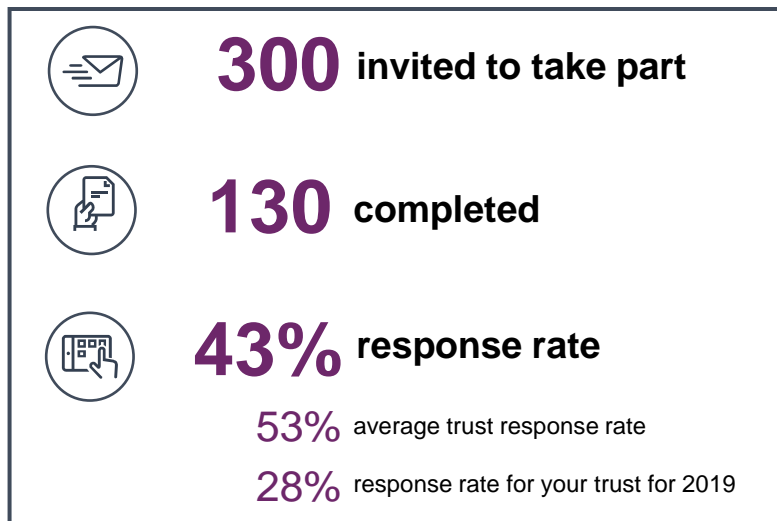 300 invited to take part
130 completed
43% response rate
53% average trust response rate
28% response rate for your trust for 2019